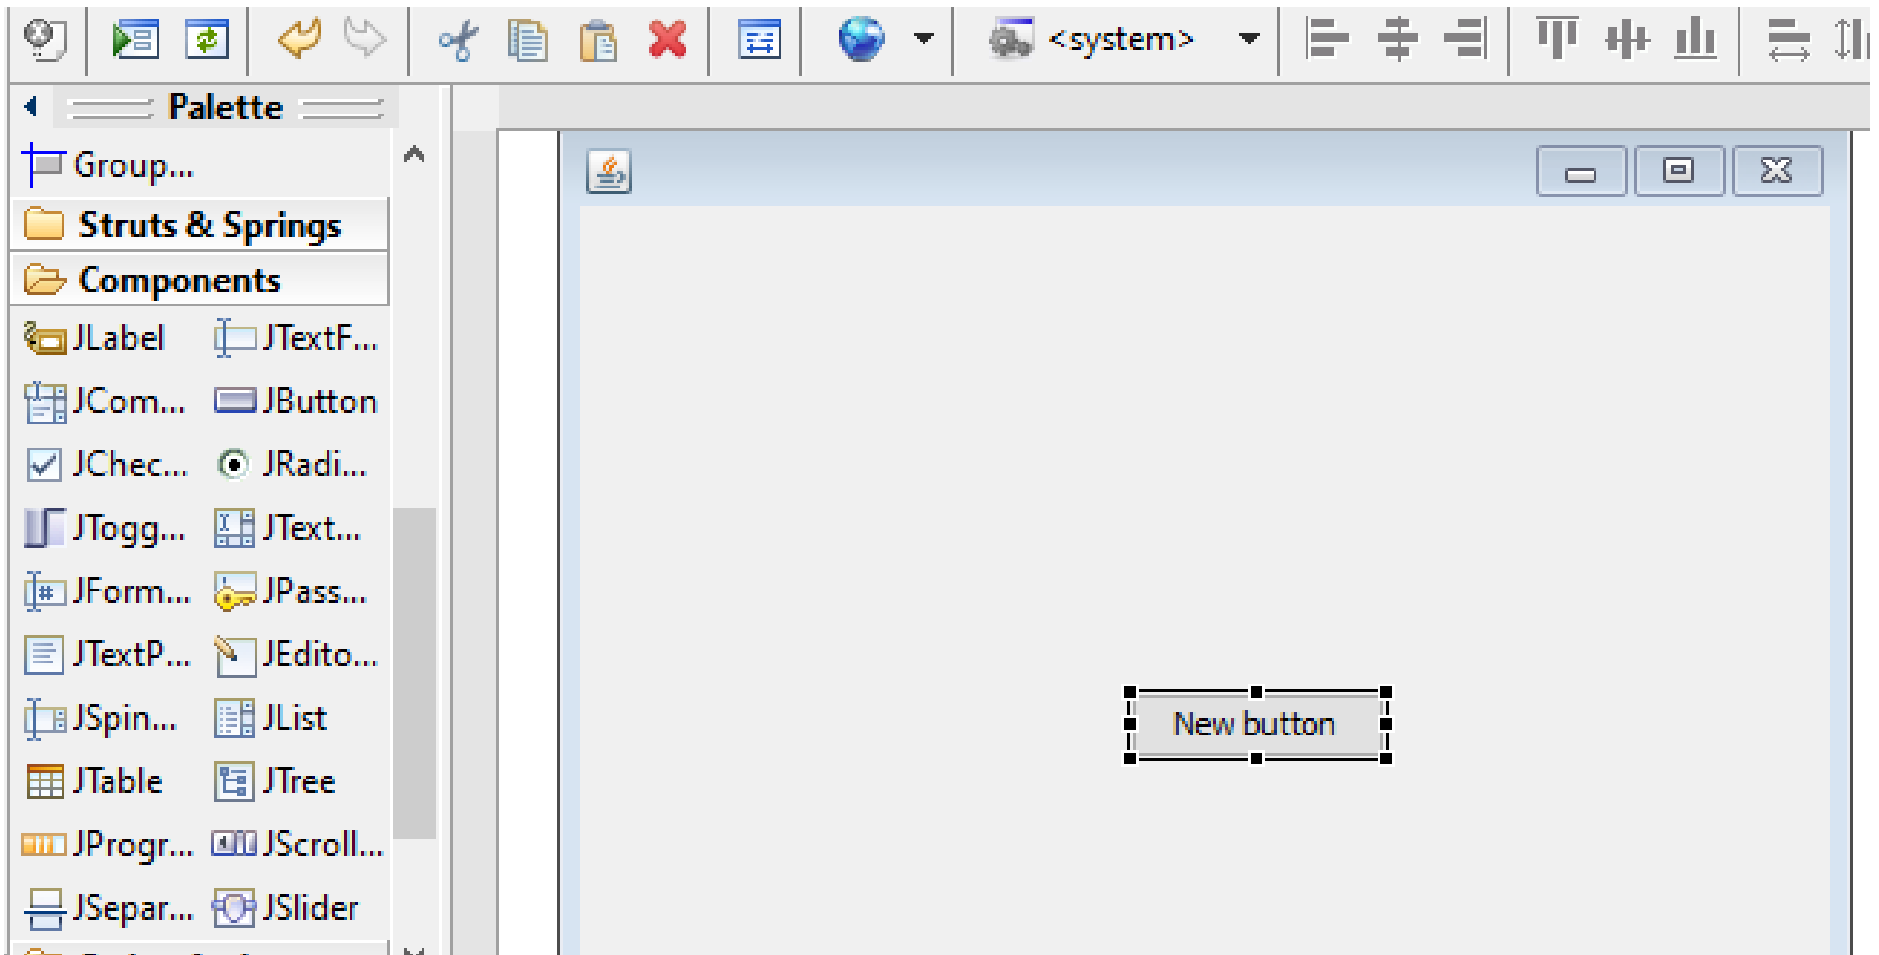 <system>
Palette
Group...
Struts & Springs
Components
JLabel JTextF...
JCom... JButton
JChec... JRadi...
JTogg... JText...
JForm... JPass...
JTextP... JEdito...
JSpin... JList
JTable JTree
JProgr... JScroll...
JSepar... JSlider
New button